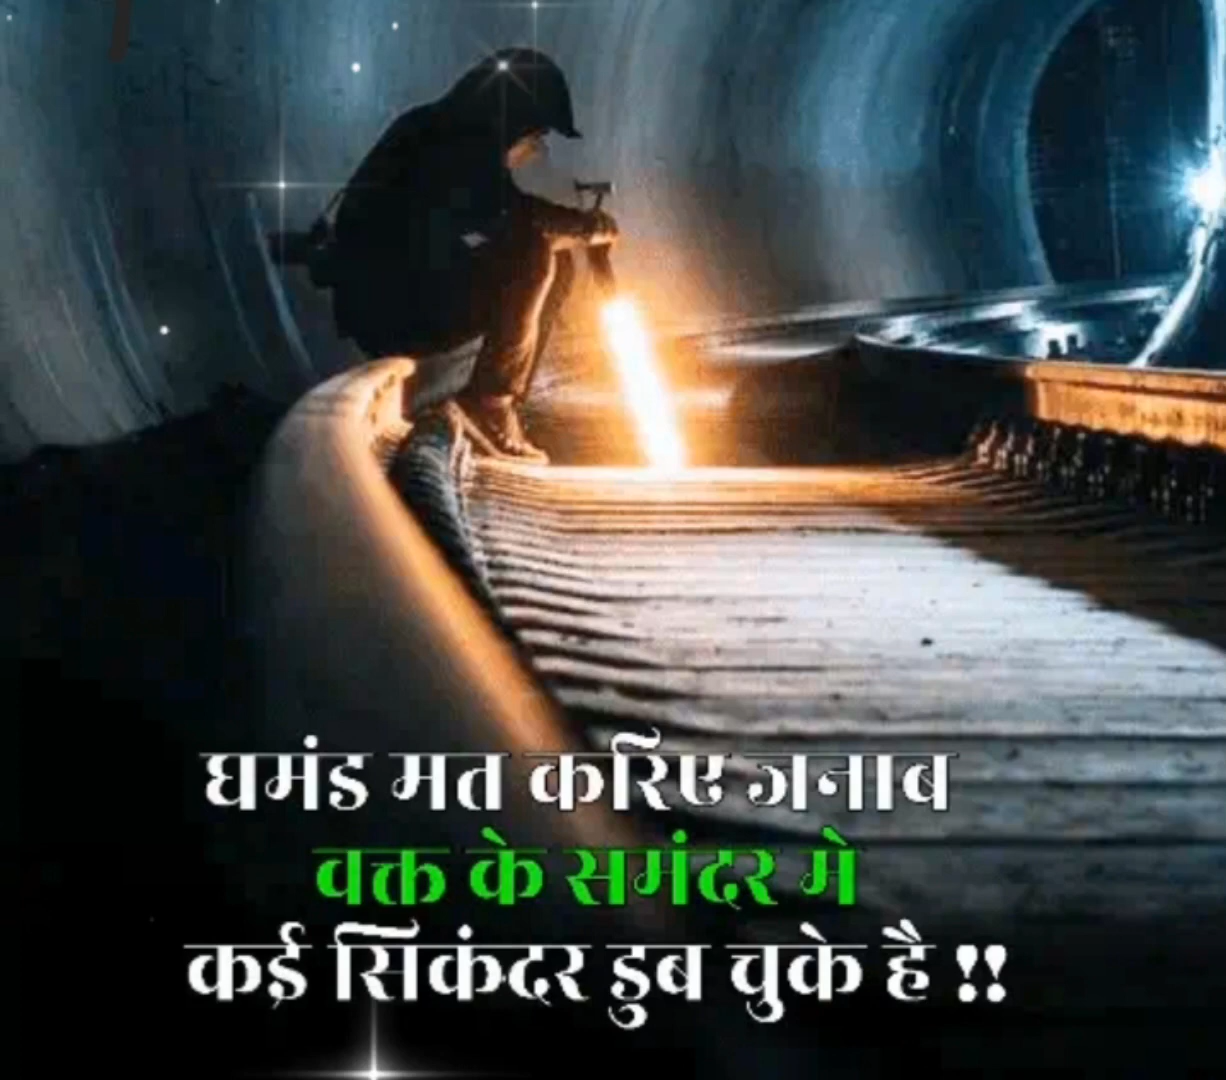 घमंड मत करिए जनाब
वक्त के समंदर मे
कई सिकंदर डुब चुके है !!